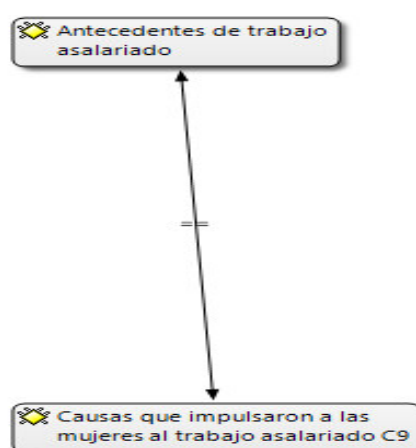 Antecedentes de trabajo
asalariado
==
Causas que impulsaron a las
mujeres al trabajo asalariado C9